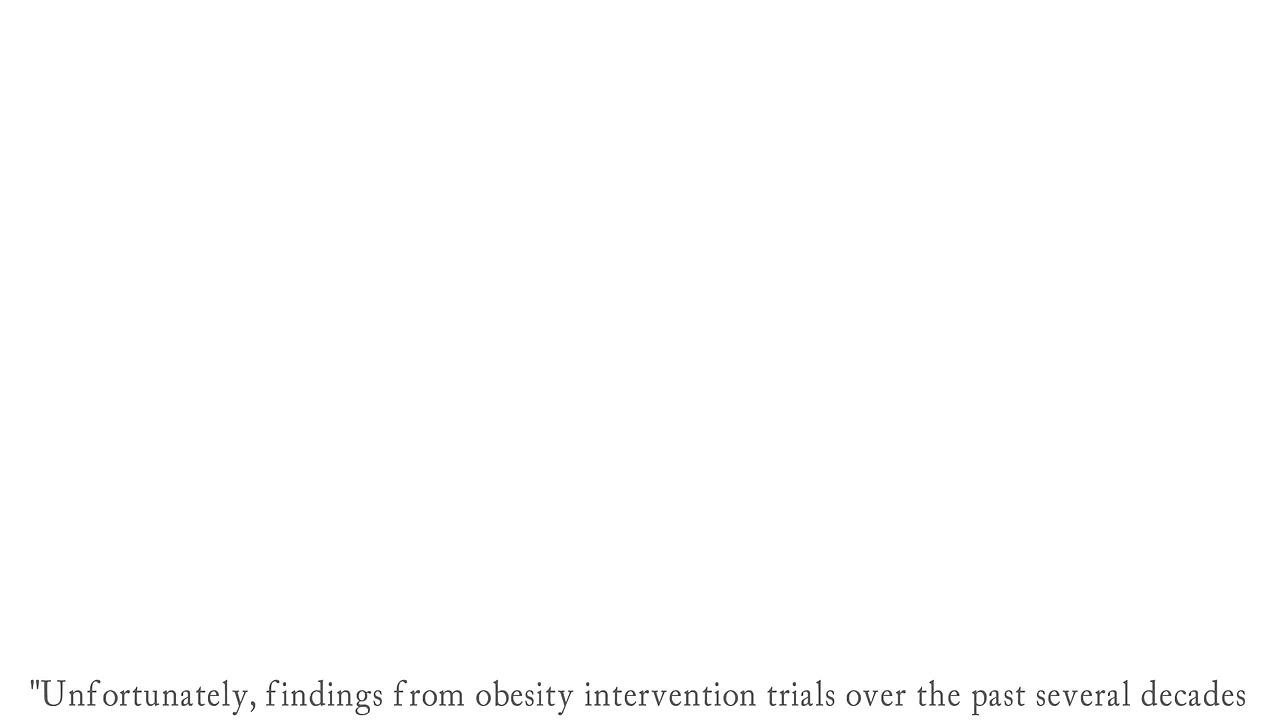 "Unfortunately, findings from obesity intervention trials over the past several decades